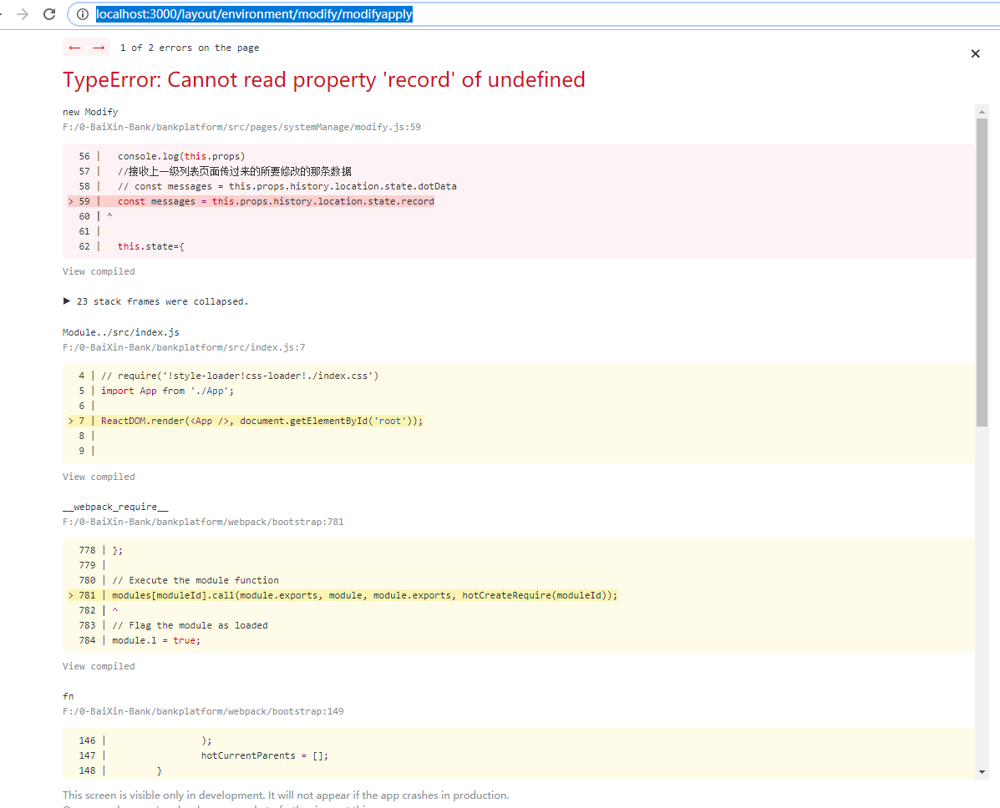 localhost:3000/layout/environment/modify/modifyapply
← → 1 of 2 errors on the page
TypeError: Cannot read property 'record' of undefined
new Modify
F:/0-BaiXin-Bank/bankplatform/src/pages/systemManage/modify.js:59
56 | console.log(this.props)
57 | //接收上一级列表页面传过来的所要修改的那条数据
58 | // const messages = this.props.history.location.state.dotData
> 59 | const messages = this.props.history.location.state.record
60 | ^
61 |
62 | this.state={
View compiled
▶ 23 stack frames were collapsed.
Module../src/index.js
F:/0-BaiXin-Bank/bankplatform/src/index.js:7
4 | // require('!style-loader!css-loader!./index.css')
5 | import App from './App';
6 |
> 7 | ReactDOM.render(<App />, document.getElementById('root'));
8 |
9 |
View compiled
__webpack_require__
F:/0-BaiXin-Bank/bankplatform/webpack/bootstrap:781
778 | };
779 |
780 | // Execute the module function
> 781 | modules[moduleId].call(module.exports, module, module.exports, hotCreateRequire(moduleId));
782 | ^
783 | // Flag the module as loaded
784 | module.l = true;
View compiled
fn
F:/0-BaiXin-Bank/bankplatform/webpack/bootstrap:149
146 | );
147 | hotCurrentParents = [];
148 | }
This screen is visible only in development. It will not appear if the app crashes in production.